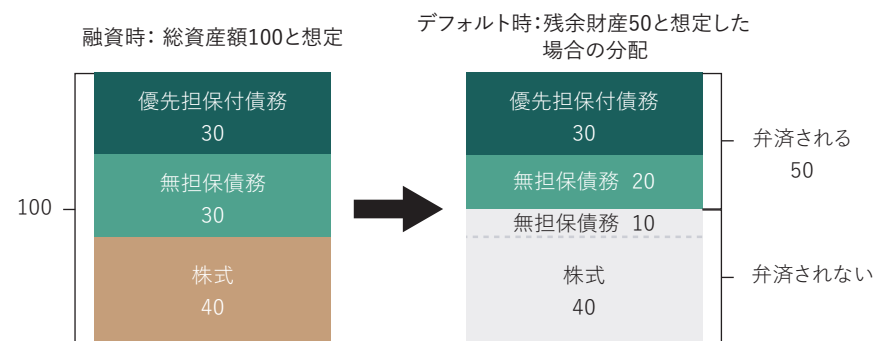 融資時：総資産額100と想定
デフォルト時：残余財産50と想定した
場合の分配
100
優先担保付債務
30
無担保債務
30
株式
40
優先担保付債務
30
無担保債務 20
無担保債務 10
株式
40
弁済される
50
弁済されない